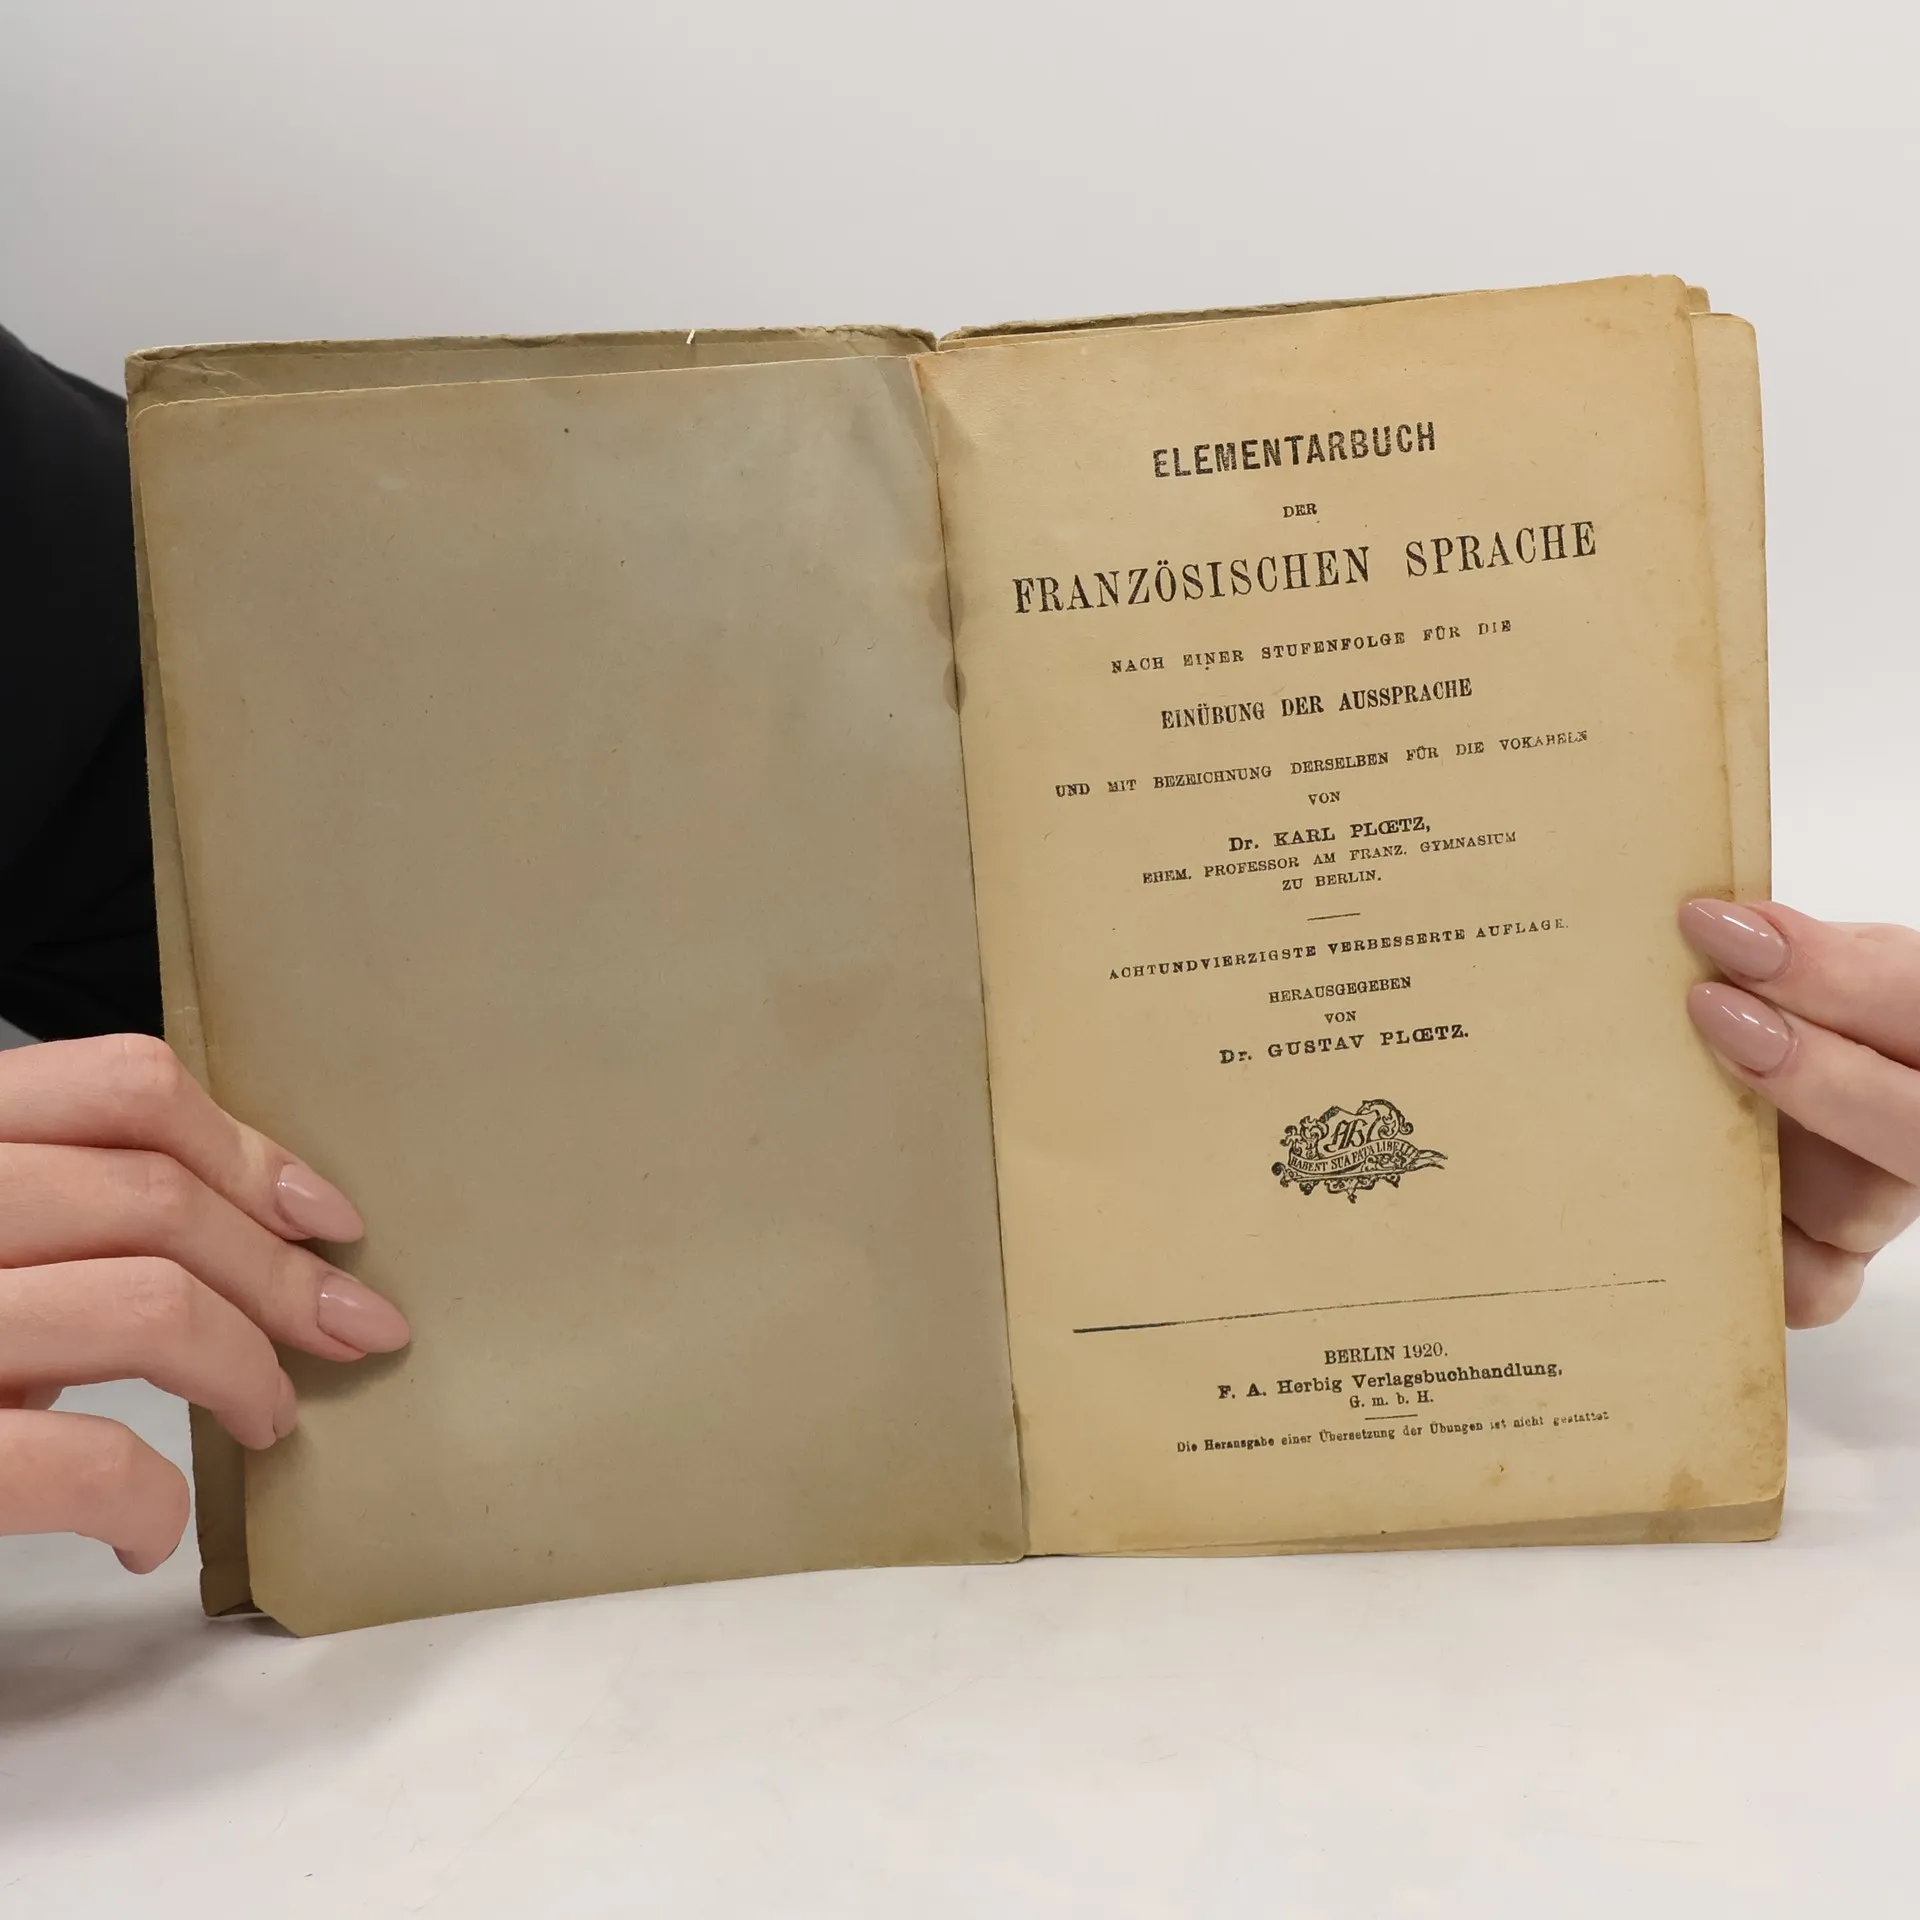 ELEMENTARBUCH
DER
FRANZÖSISCHEN SPRACHE
NACH EINER STUFENFOLGE FÜR DIE
EINÜBUNG DER AUSSPRACHE
UND MIT BEZEICHNUNG DERSELBEN FÜR DIE VOKABELN
VON
Dr. KARL PLŒTZ,
EHEM. PROFESSOR AM FRANZ. GYMNASIUM
ZU BERLIN.
ACHTUNDVIERZIGSTE VERBESSERTE AUFLAGE.
HERAUSGEGEBEN
VON
Dr. GUSTAV PLŒTZ.
HABENT SUA FATA LIBELLI
BERLIN 1920.
F. A. Herbig Verlagsbuchhandlung,
G. m. b. H.
Die Herausgabe einer Übersetzung der Übungen ist nicht gestattet